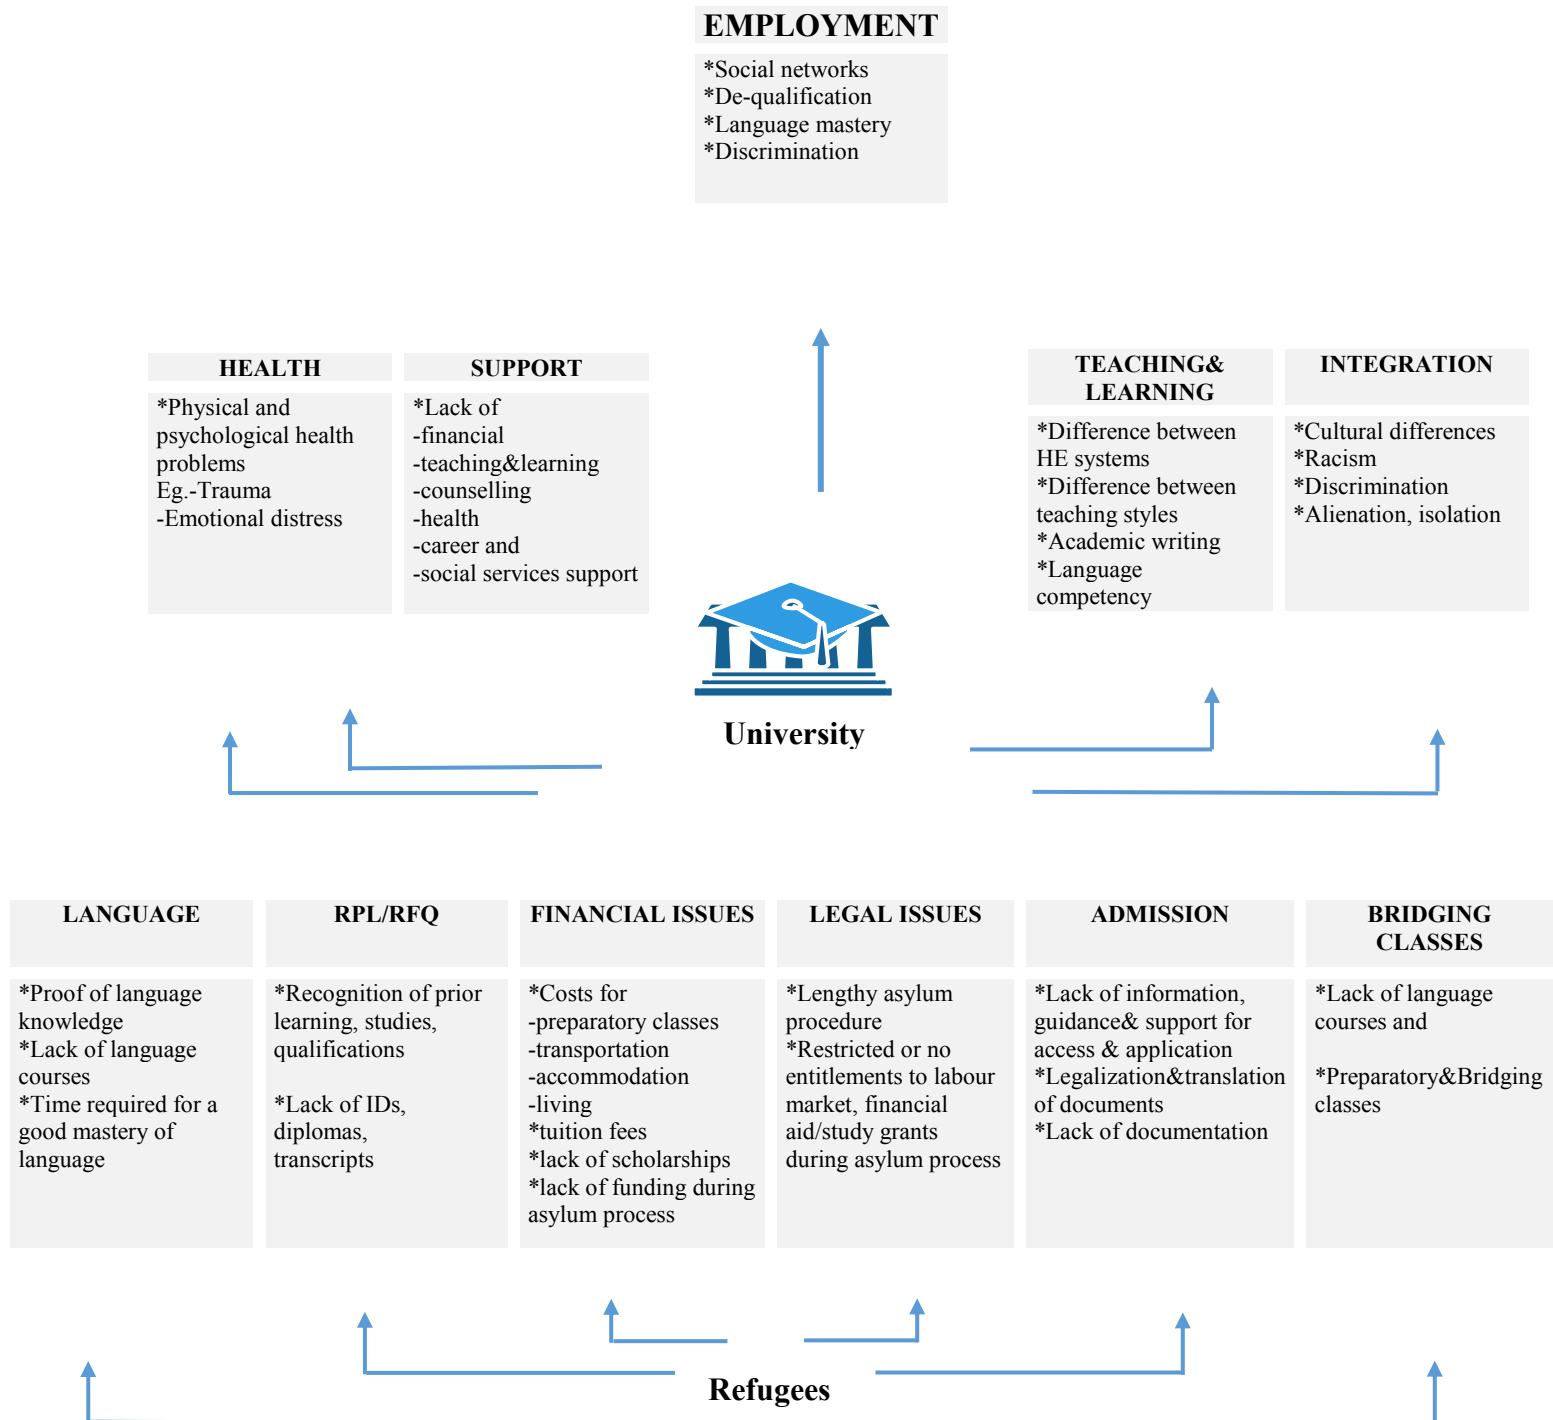 EMPLOYMENT
*Social networks
*De-qualification
*Language mastery
*Discrimination
HEALTH
*Physical and
psychological health
problems
Eg.-Trauma
-Emotional distress
SUPPORT
*Lack of
-financial
-teaching&learning
-counselling
-health
-career and
-social services support
TEACHING&
LEARNING
*Difference between
HE systems
*Difference between
teaching styles
*Academic writing
*Language
competency
INTEGRATION
*Cultural differences
*Racism
*Discrimination
*Alienation, isolation
University
LANGUAGE
*Proof of language
knowledge
*Lack of language
courses
*Time required for a
good mastery of
language
RPL/RFQ
*Recognition of prior
learning, studies,
qualifications
*Lack of IDs,
diplomas,
transcripts
FINANCIAL ISSUES
*Costs for
-preparatory classes
-transportation
-accommodation
-living
*tuition fees
*lack of scholarships
*lack of funding during
asylum process
LEGAL ISSUES
*Lengthy asylum
procedure
*Restricted or no
entitlements to labour
market, financial
aid/study grants
during asylum process
ADMISSION
*Lack of information,
guidance& support for
access & application
*Legalization&translation
of documents
*Lack of documentation
BRIDGING
CLASSES
*Lack of language
courses and
*Preparatory&Bridging
classes
Refugees